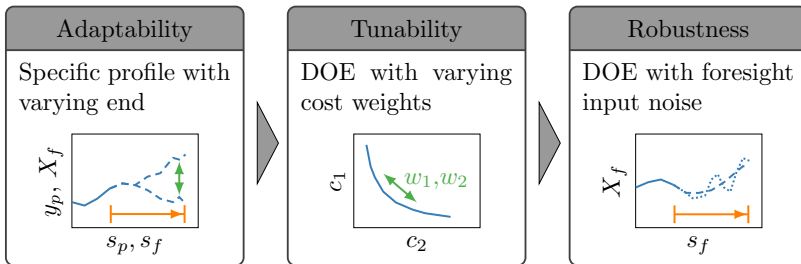 Adaptability
Specific profile with
varying end
y_p, X_f
s_p, s_f
Tunability
DOE with varying
cost weights
c_1
w_1, w_2
c_2
Robustness
DOE with foresight
input noise
X_f
s_f